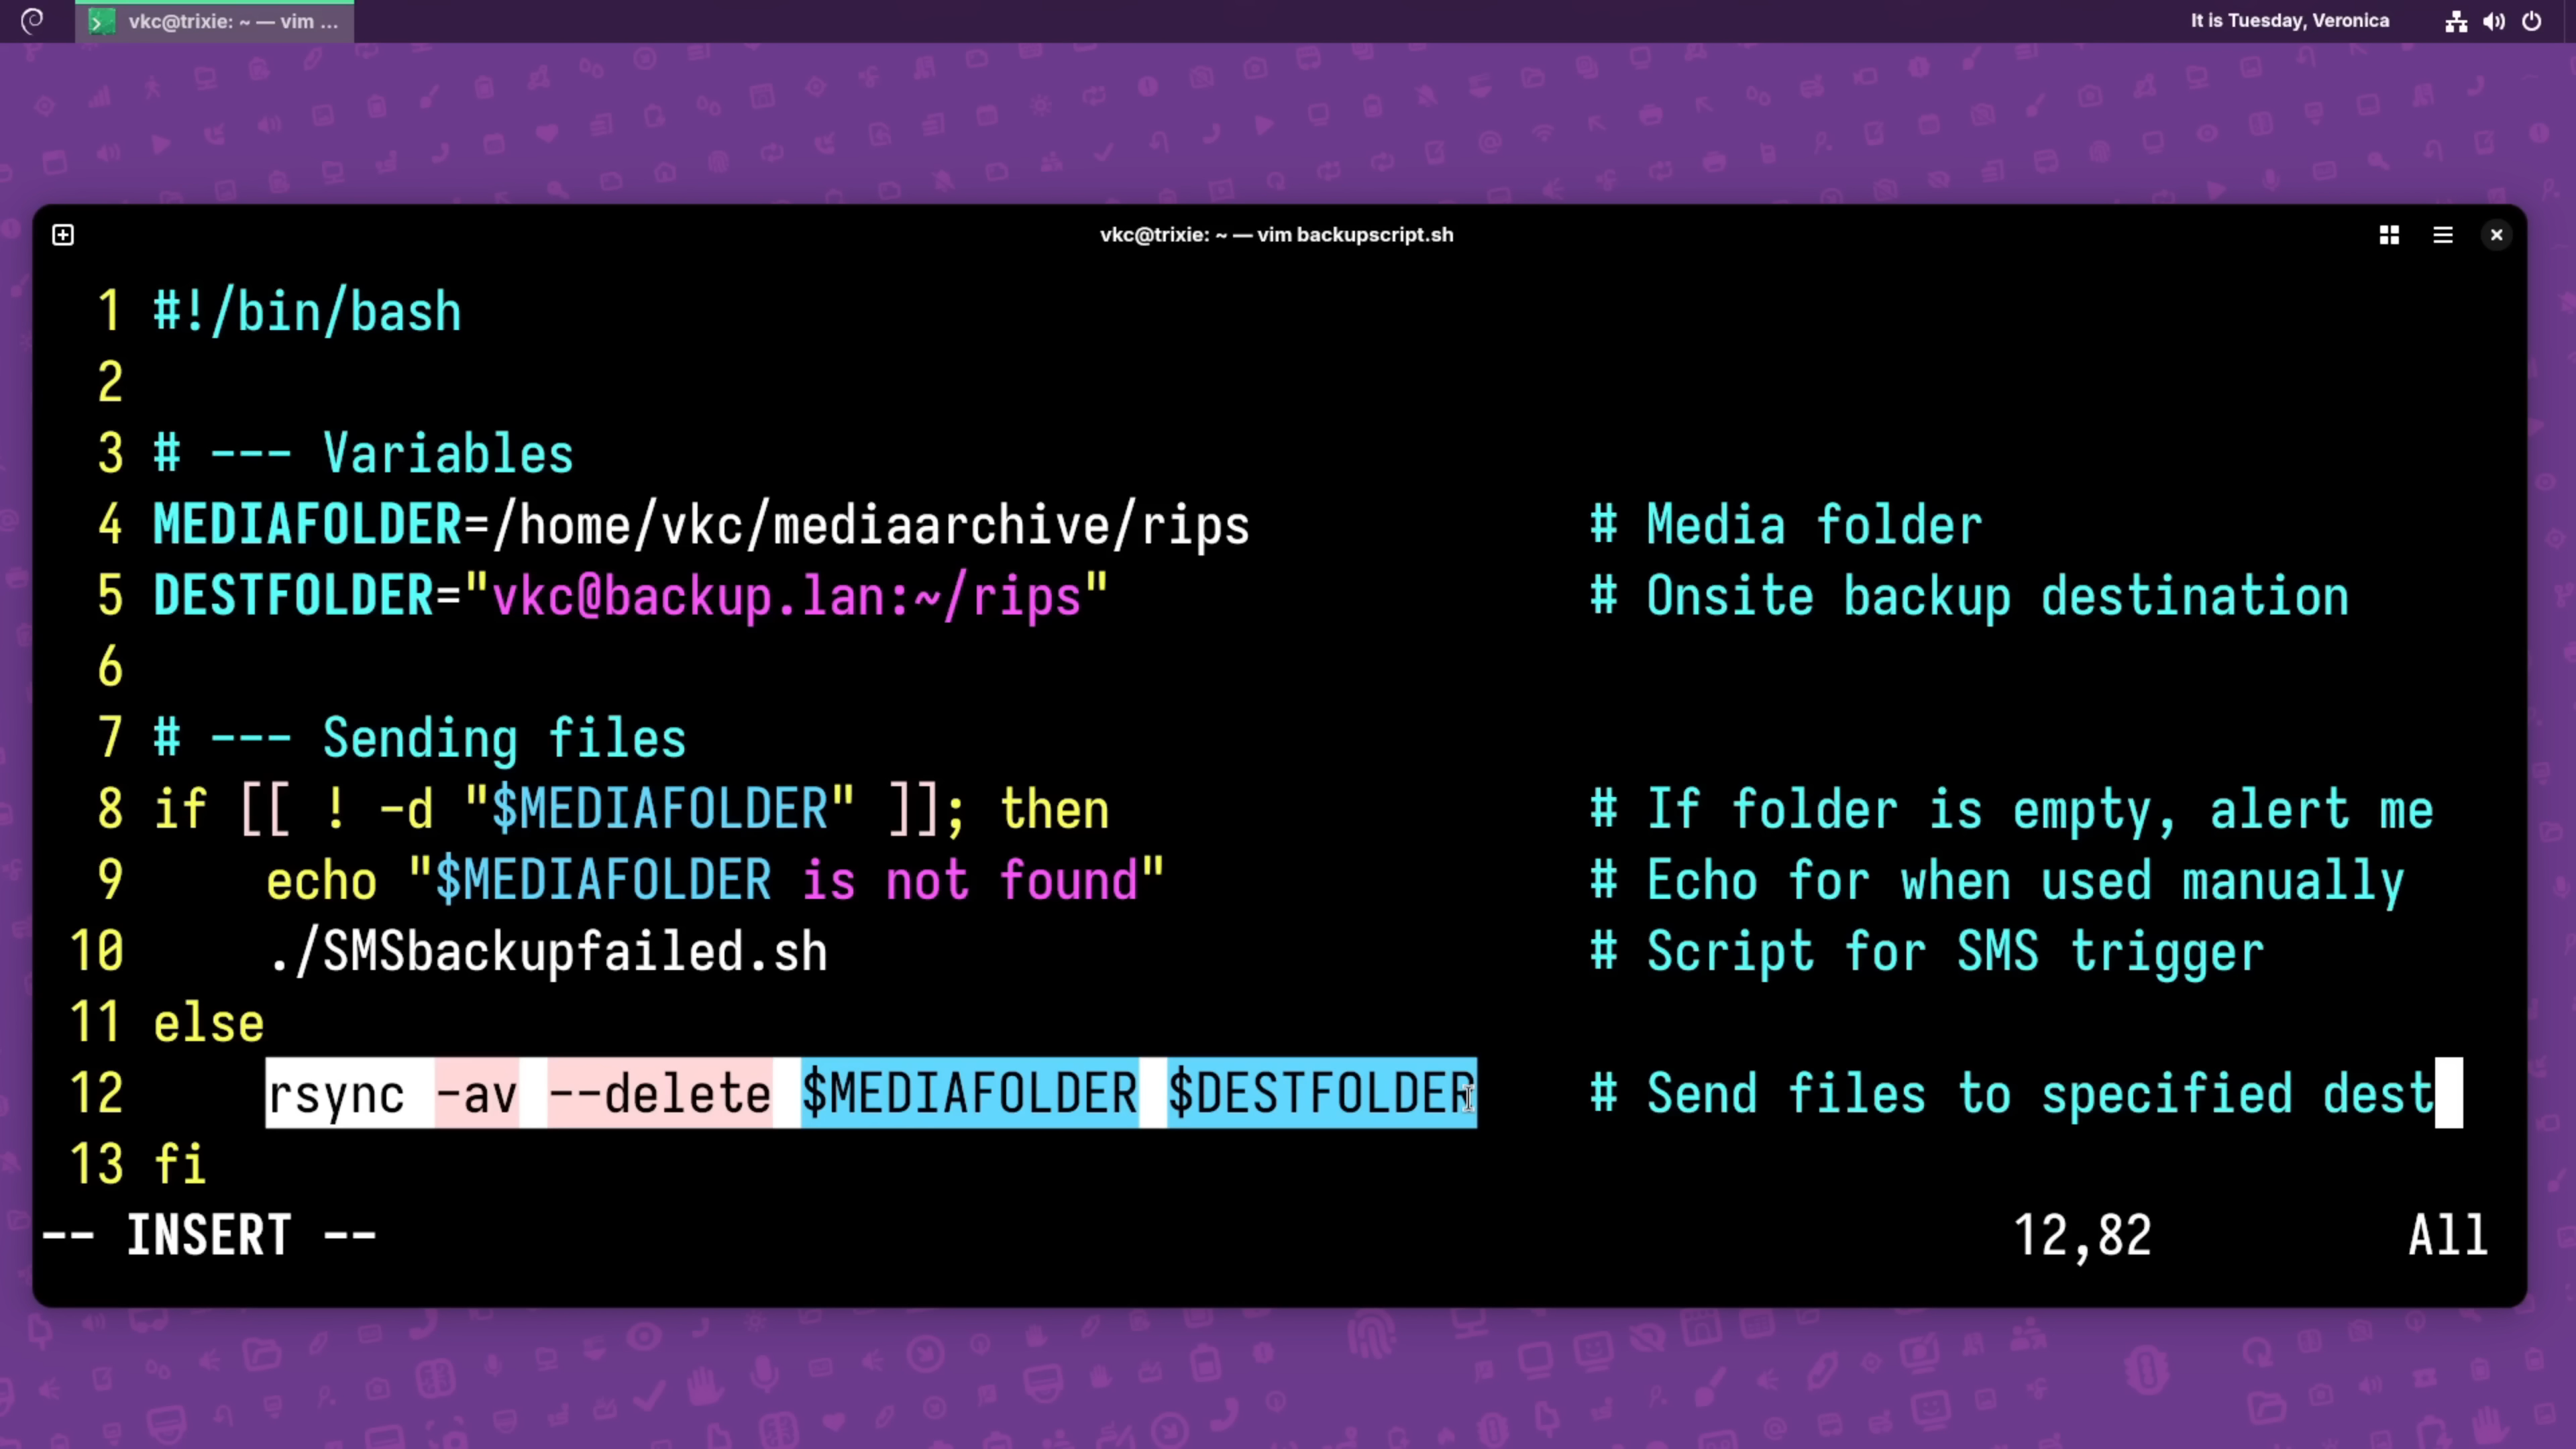 vkc@trixie: ~ — vim ...
It is Tuesday, Veronica
vkc@trixie: ~ — vim backupscript.sh
1 #!/bin/bash
2
3 # --- Variables
4 MEDIAFOLDER=/home/vkc/mediaarchive/rips # Media folder
5 DESTFOLDER="vkc@backup.lan:~/rips" # Onsite backup destination
6
7 # --- Sending files
8 if [[ ! -d "$MEDIAFOLDER" ]]; then # If folder is empty, alert me
9 echo "$MEDIAFOLDER is not found" # Echo for when used manually
10 ./SMSbackupfailed.sh # Script for SMS trigger
11 else
12 rsync -av --delete $MEDIAFOLDER $DESTFOLDER # Send files to specified dest
13 fi
-- INSERT -- 12,82 All